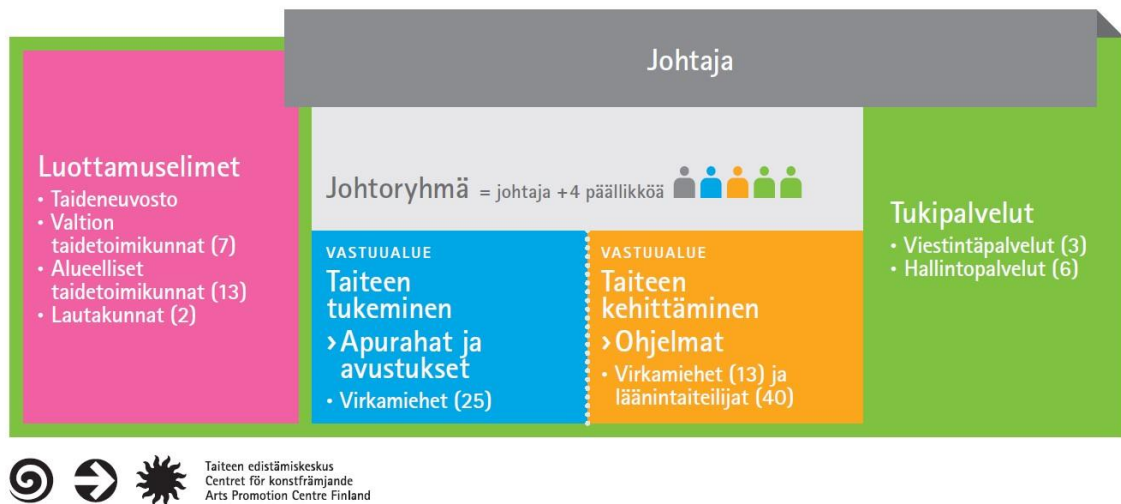 Johtaja
Luottamuselimet
• Taideneuvosto
• Valtion
taidetoimikunnat (7)
• Alueelliset
taidetoimikunnat (13)
• Lautakunnat (2)
Johtoryhmä = johtaja +4 päällikköä
VASTUUALUE
Taiteen
tukeminen
› Apurahat ja
avustukset
• Virkamiehet (25)
VASTUUALUE
Taiteen
kehittäminen
› Ohjelmat
• Virkamiehet (13) ja
läänintaiteilijat (40)
Tukipalvelut
• Viestintäpalvelut (3)
• Hallintopalvelut (6)
Taiteen edistämiskeskus
Centret för konstfrämjande
Arts Promotion Centre Finland